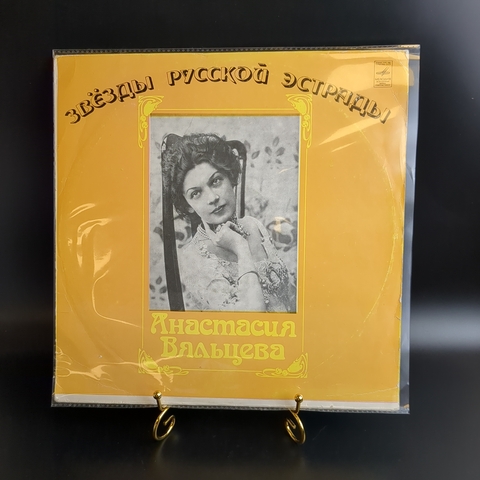 ЗВЁЗДЫ РУССКОЙ ЭСТРАДЫ
Анастасия
Вяльцева